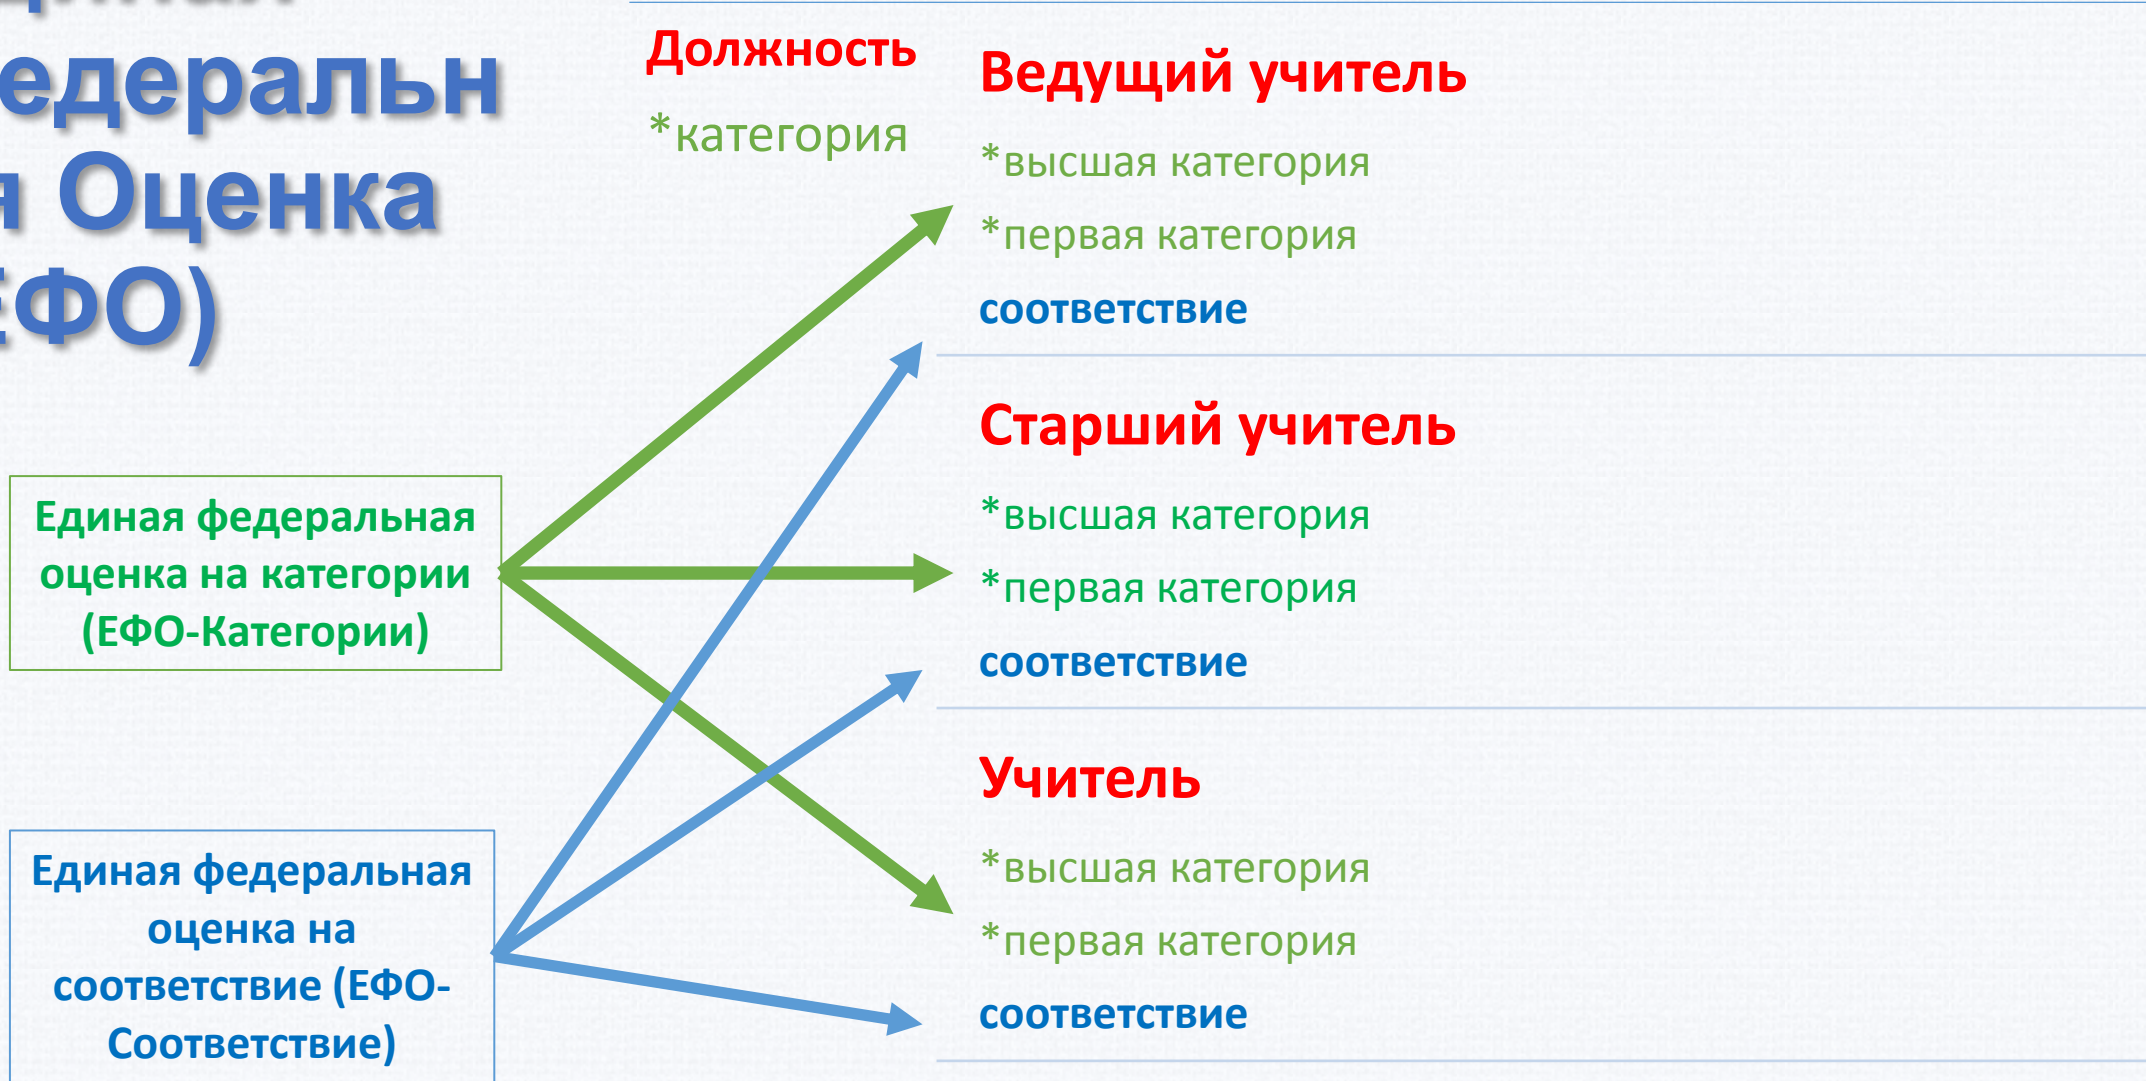 едеральн
я Оценка
ЕФО)
Должность
*категория
Ведущий учитель
*высшая категория
*первая категория
соответствие
Старший учитель
*высшая категория
*первая категория
соответствие
Учитель
*высшая категория
*первая категория
соответствие
Единая федеральная
оценка на категории
(ЕФО-Категории)
Единая федеральная
оценка на
соответствие (ЕФО-
Соответствие)